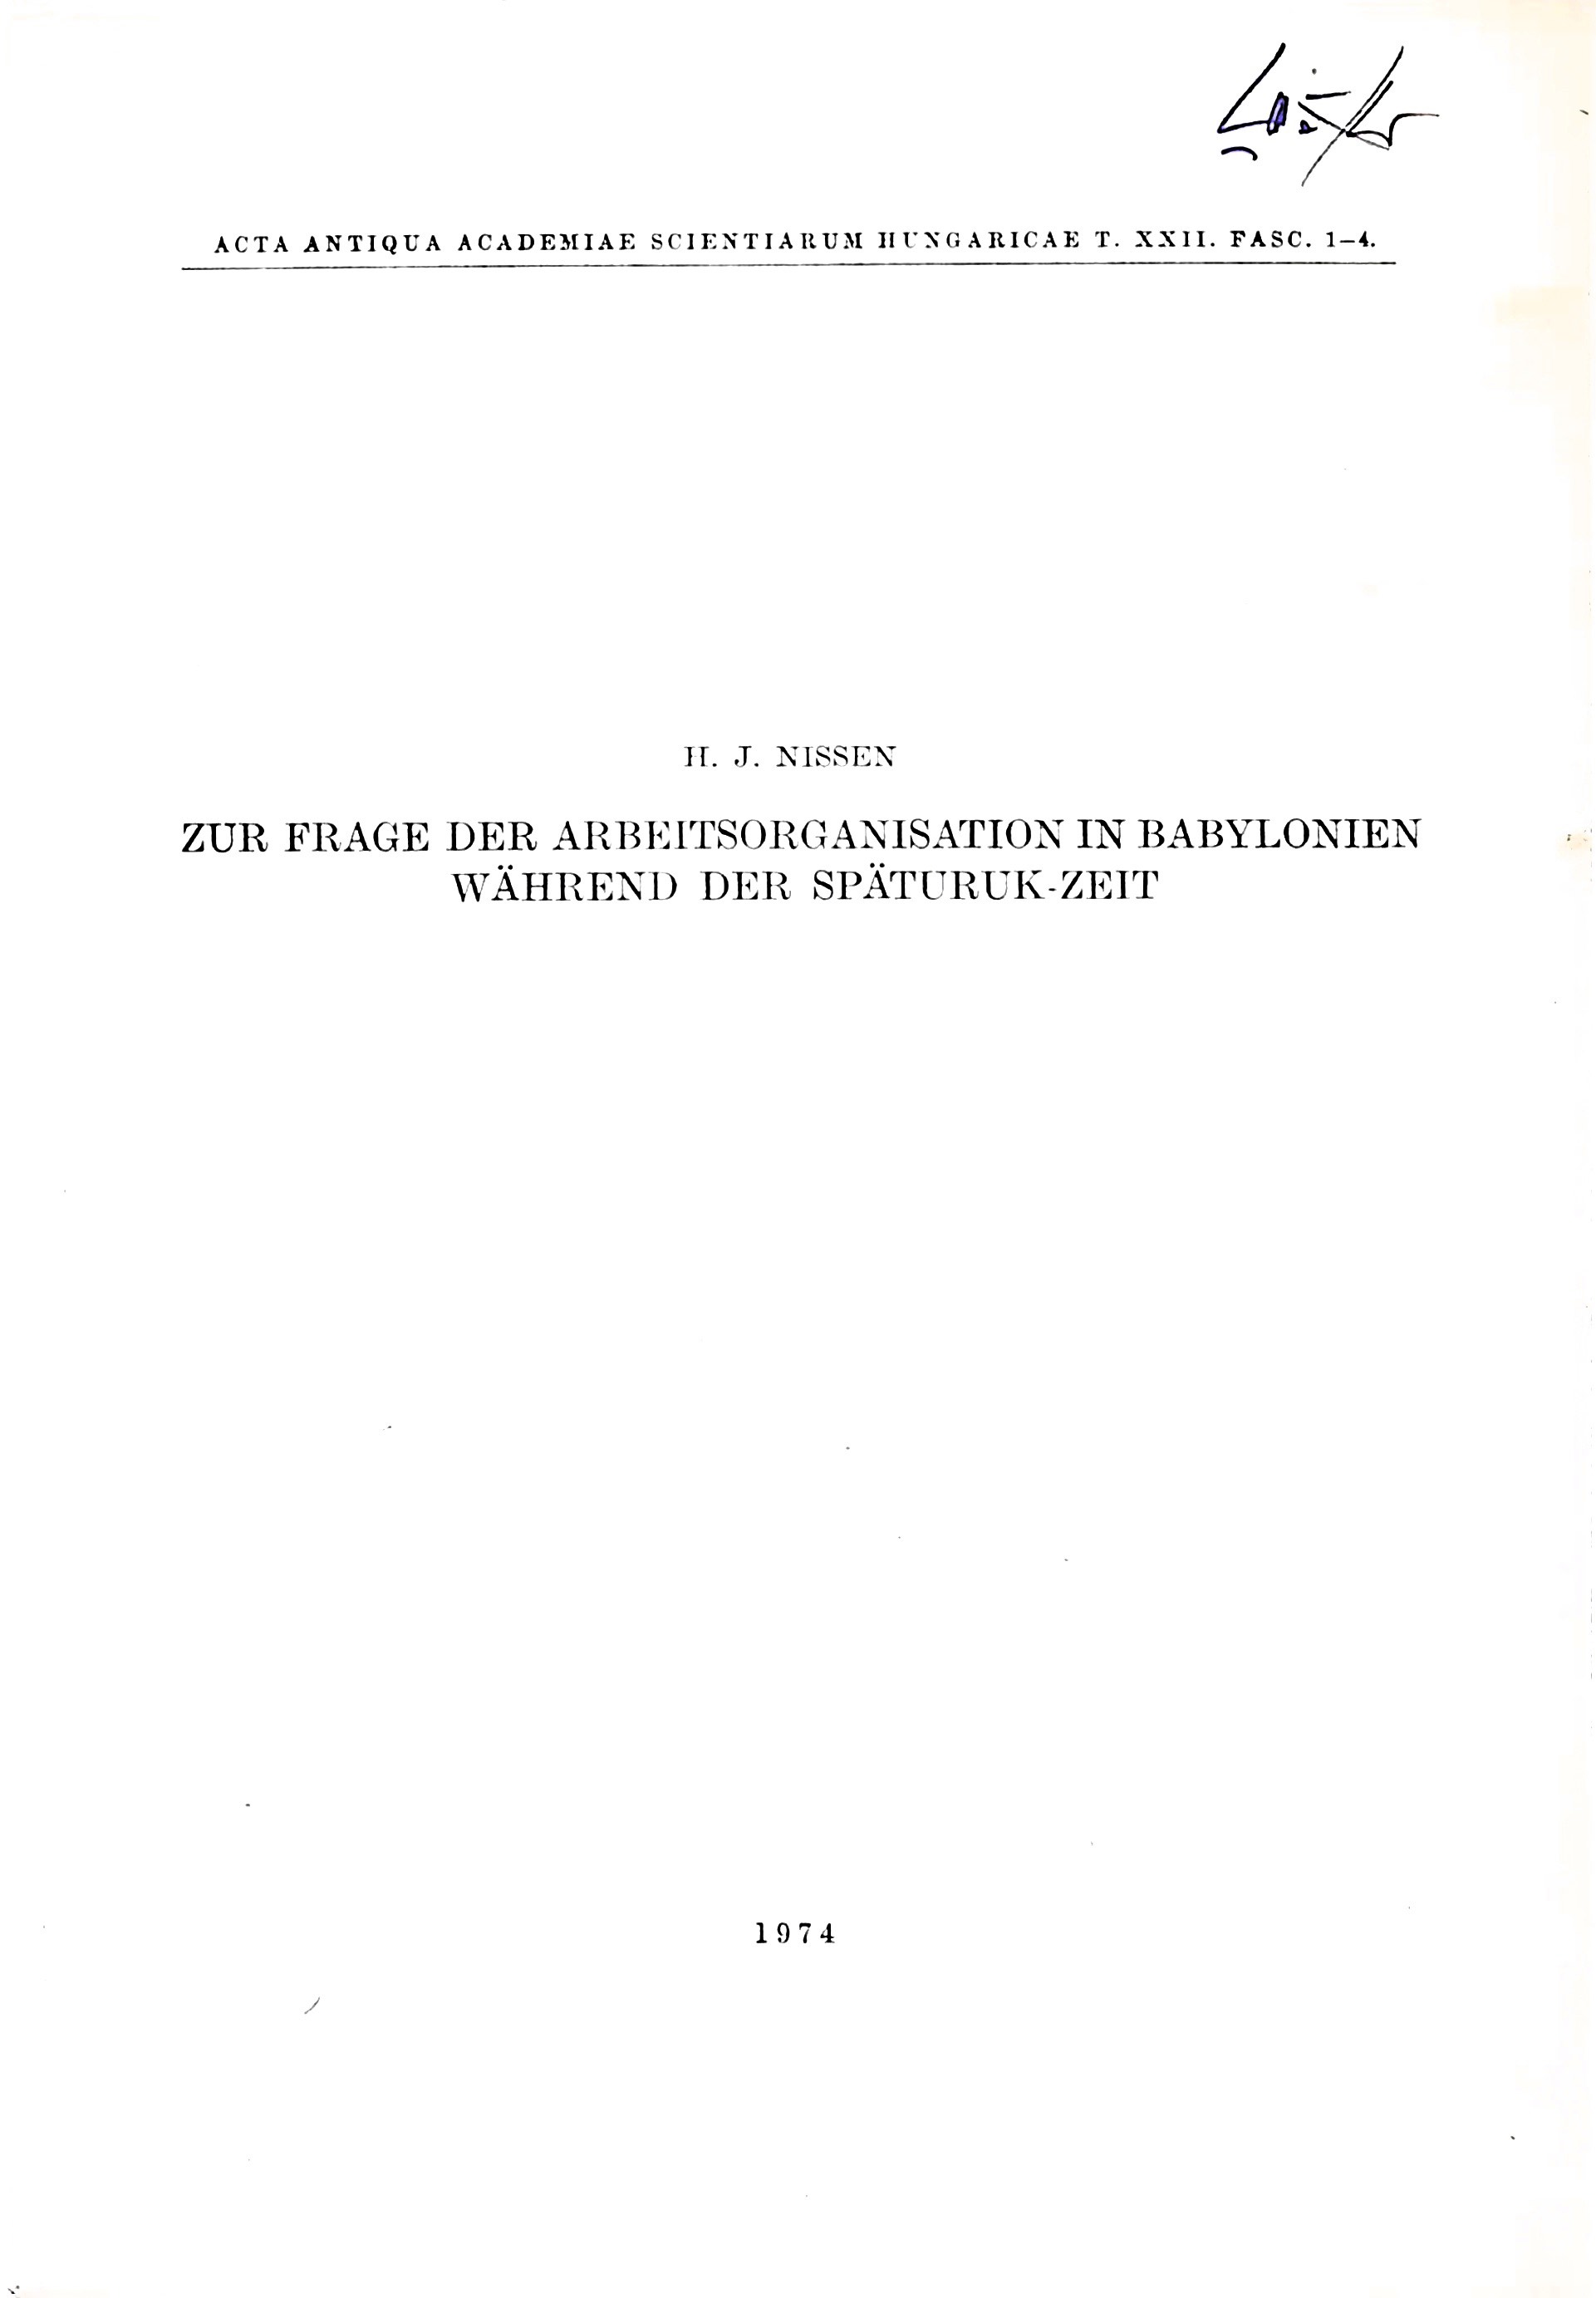 ACTA ANTIQUA ACADEMIAE SCIENTIARUM HUNGARICAE T. XXII. FASC. 1–4.
H. J. NISSEN
ZUR FRAGE DER ARBEITSORGANISATION IN BABYLONIEN
WÄHREND DER SPÄTURUK-ZEIT
1974